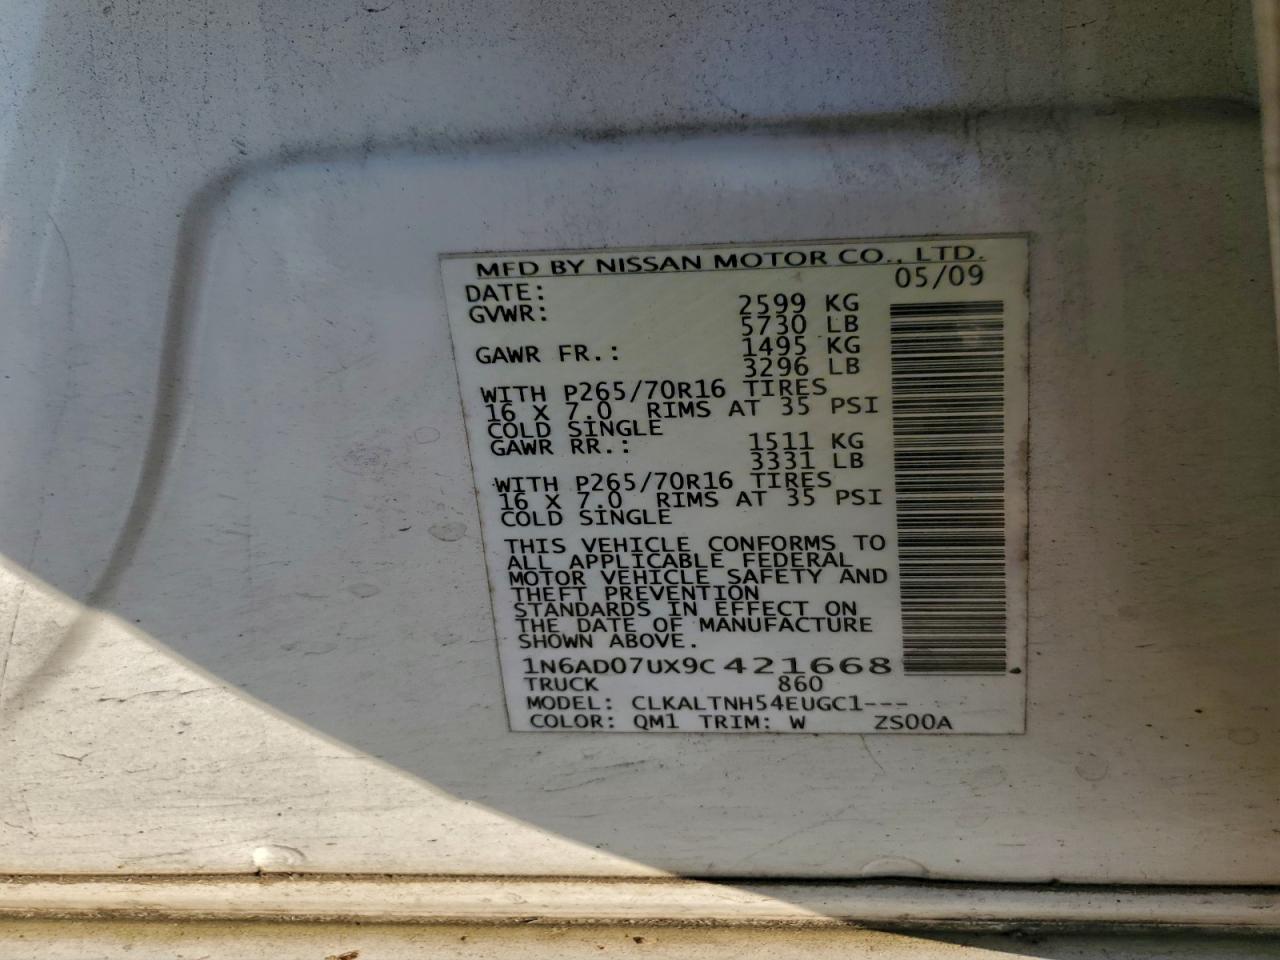 MFD BY NISSAN MOTOR CO., LTD.
DATE: 05/09
GVWR: 2599 KG
5730 LB
GAWR FR.: 1495 KG
3296 LB
WITH P265/70R16 TIRES
16 X 7.0 RIMS AT 35 PSI
COLD SINGLE
GAWR RR.: 1511 KG
3331 LB
WITH P265/70R16 TIRES
16 X 7.0 RIMS AT 35 PSI
COLD SINGLE
THIS VEHICLE CONFORMS TO
ALL APPLICABLE FEDERAL
MOTOR VEHICLE SAFETY AND
THEFT PREVENTION
STANDARDS IN EFFECT ON
THE DATE OF MANUFACTURE
SHOWN ABOVE.
1N6AD07UX9C421668
TRUCK 860
MODEL: CLKALTNH54EUGC1---
COLOR: QM1 TRIM: W ZS00A